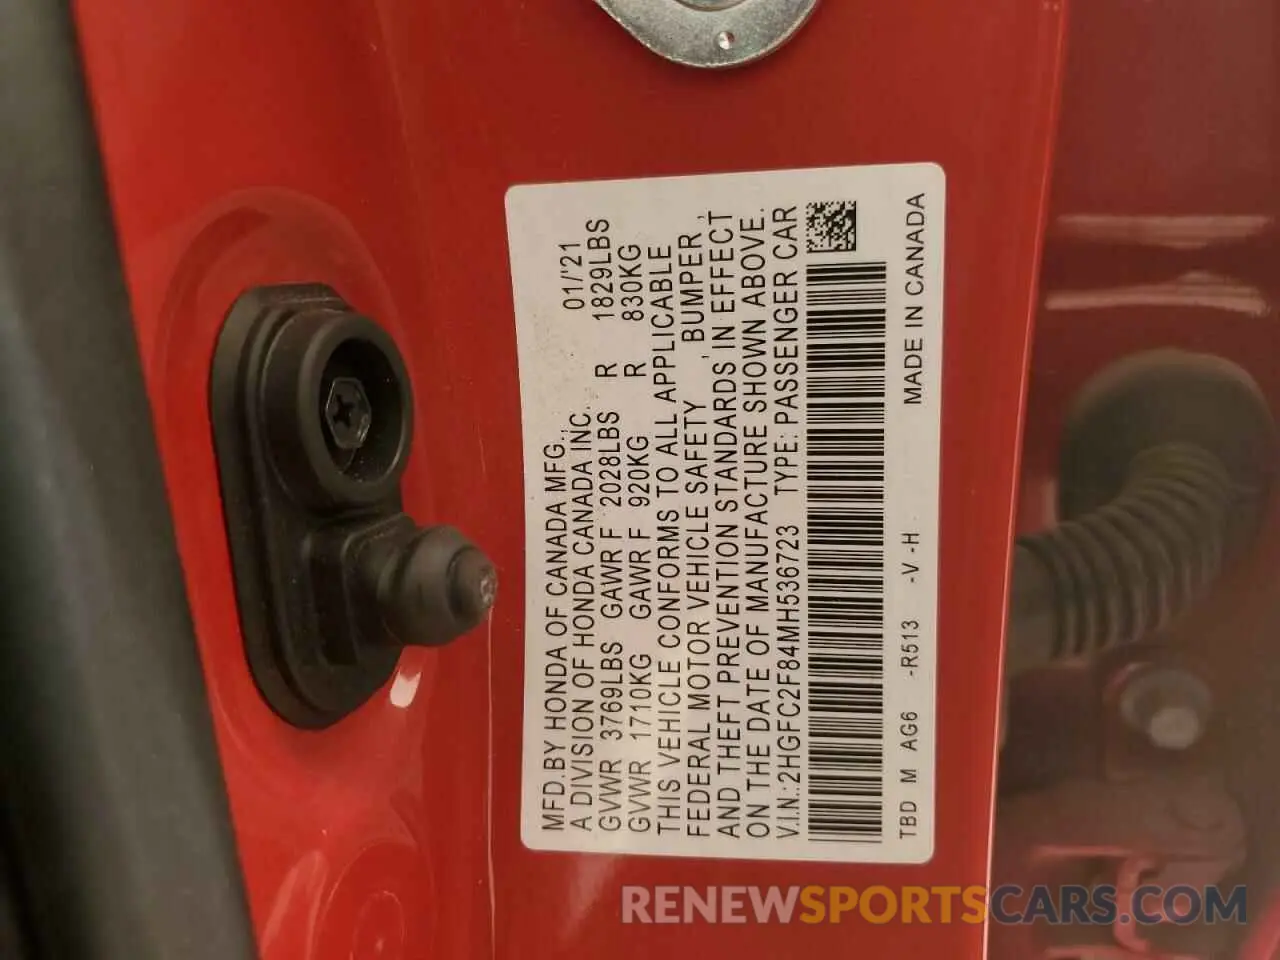 MFD.BY HONDA OF CANADA MFG., 01/'21
A DIVISION OF HONDA CANADA INC.
GVWR 3769LBS GAWR F 2028LBS R 1829LBS
GVWR 1710KG GAWR F 920KG R 830KG
THIS VEHICLE CONFORMS TO ALL APPLICABLE
FEDERAL MOTOR VEHICLE SAFETY, BUMPER,
AND THEFT PREVENTION STANDARDS IN EFFECT
ON THE DATE OF MANUFACTURE SHOWN ABOVE.
V.I.N.:2HGFC2F84MH536723 TYPE: PASSENGER CAR
TBD M AG6 -R513 -V -H MADE IN CANADA
RENEWSPORTSCARS.COM